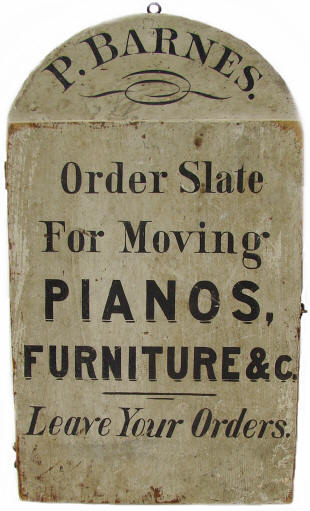 P. BARNES.
Order Slate
For Moving
PIANOS,
FURNITURE & C.
Leave Your Orders.